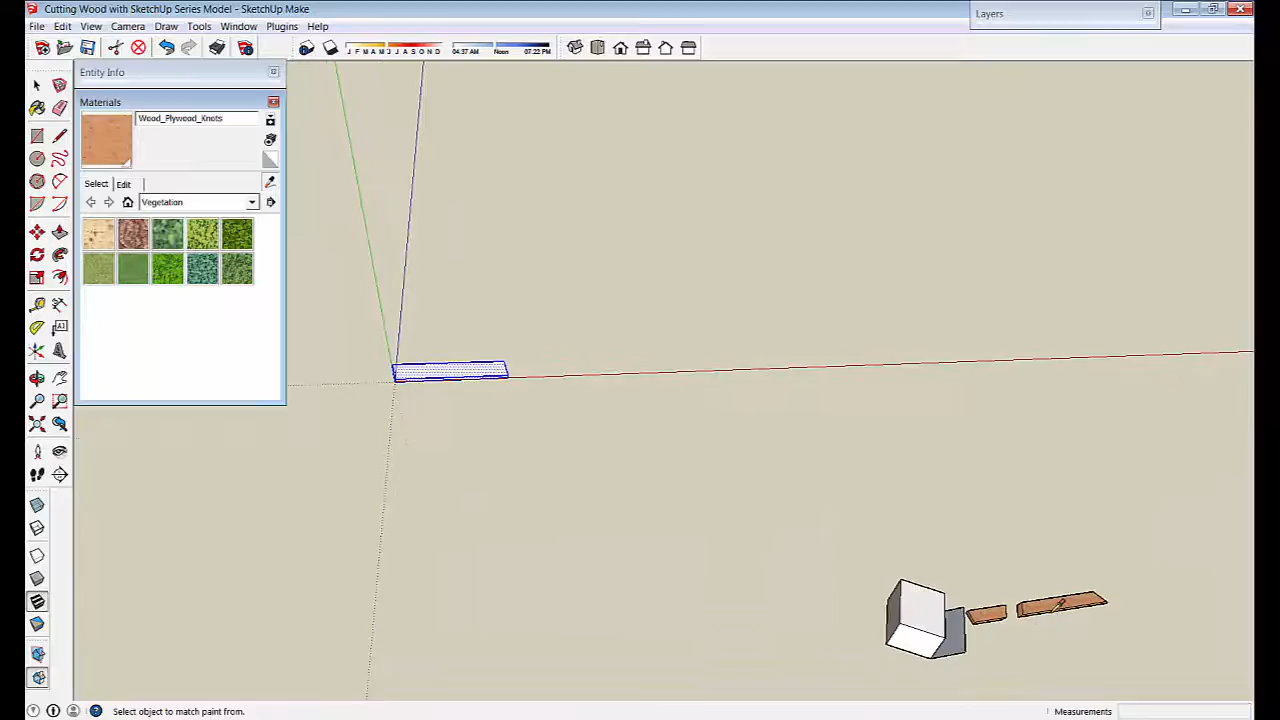 Cutting Wood with SketchUp Series Model - SketchUp Make
Layers
File Edit View Camera Draw Tools Window Plugins Help
J F M A M J J A S O N D 04:37 AM Noon 07:22 PM
Entity Info
Materials
Wood_Plywood_Knots
Select Edit
Vegetation
Select object to match paint from.
Measurements